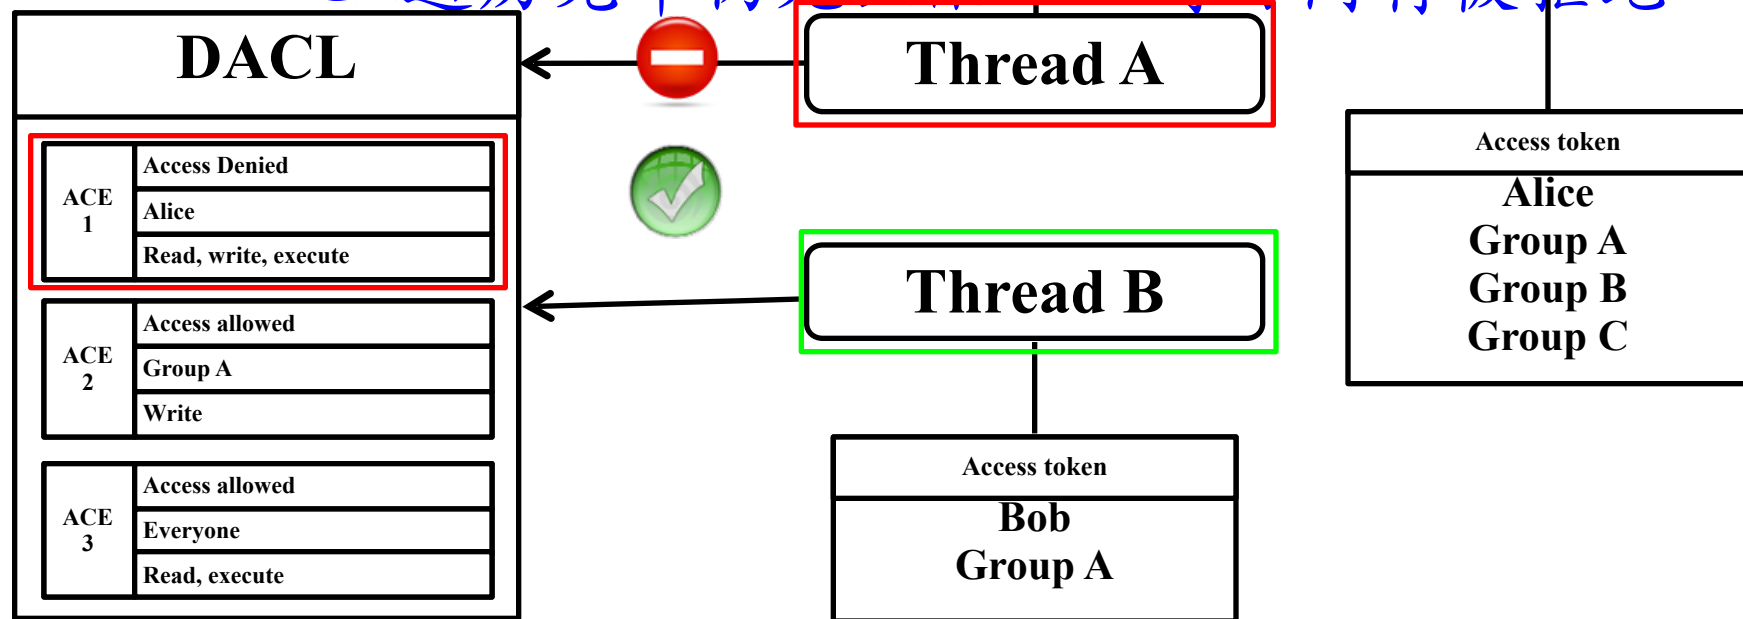 DACL
ACE
1
Access Denied
Alice
Read, write, execute
ACE
2
Access allowed
Group A
Write
ACE
3
Access allowed
Everyone
Read, execute
Thread A
Thread B
Access token
Bob
Group A
Access token
Alice
Group A
Group B
Group C